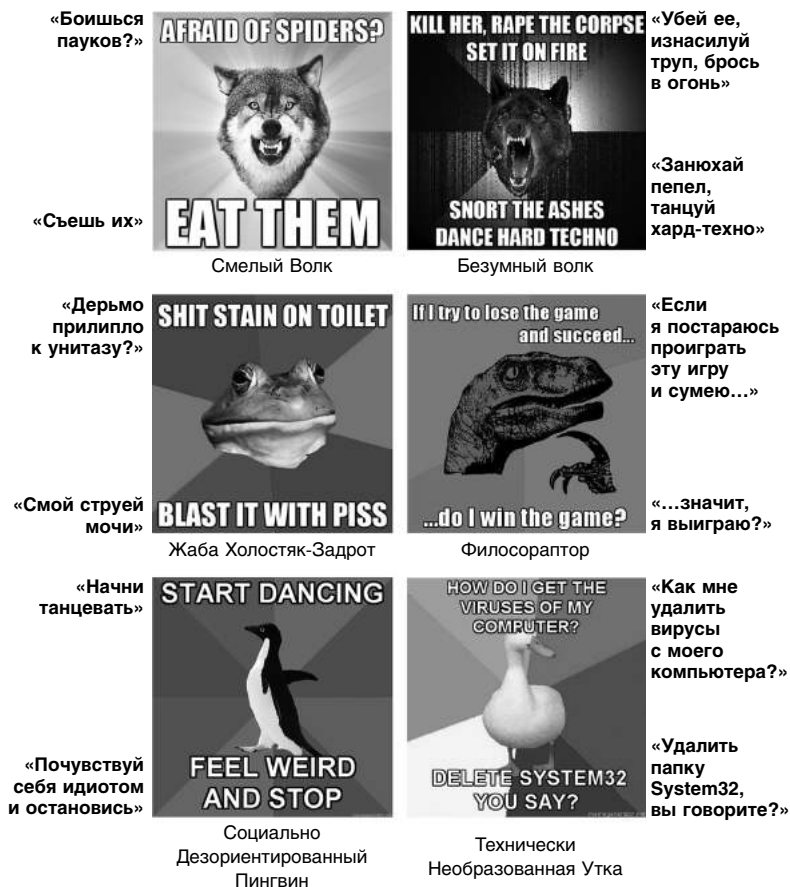 «Боишься
пауков?»
AFRAID OF SPIDERS?
«Съешь их»
EAT THEM
Смелый Волк
KILL HER, RAPE THE CORPSE
SET IT ON FIRE
«Убей ее,
изнасилуй
труп, брось
в огонь»
SNORT THE ASHES
DANCE HARD TECHNO
«Занюхай
пепел,
танцуй
хард-техно»
Безумный волк
«Дерьмо
прилипло
к унитазу?»
SHIT STAIN ON TOILET
«Смой струей
мочи»
BLAST IT WITH PISS
Жаба Холостяк-Задрот
If I try to lose the game
and succeed...
«Если
я постараюсь
проиграть
эту игру
и сумею…»
...do I win the game?
«…значит,
я выиграю?»
Филосораптор
«Начни
танцевать»
START DANCING
«Почувствуй
себя идиотом
и остановись»
FEEL WEIRD
AND STOP
Социально
Дезориентированный
Пингвин
HOW DO I GET THE
VIRUSES OF MY
COMPUTER?
«Как мне
удалить
вирусы
с моего
компьютера?»
DELETE SYSTEM32
YOU SAY?
«Удалить
папку
System32,
вы говорите?»
Технически
Необразованная Утка